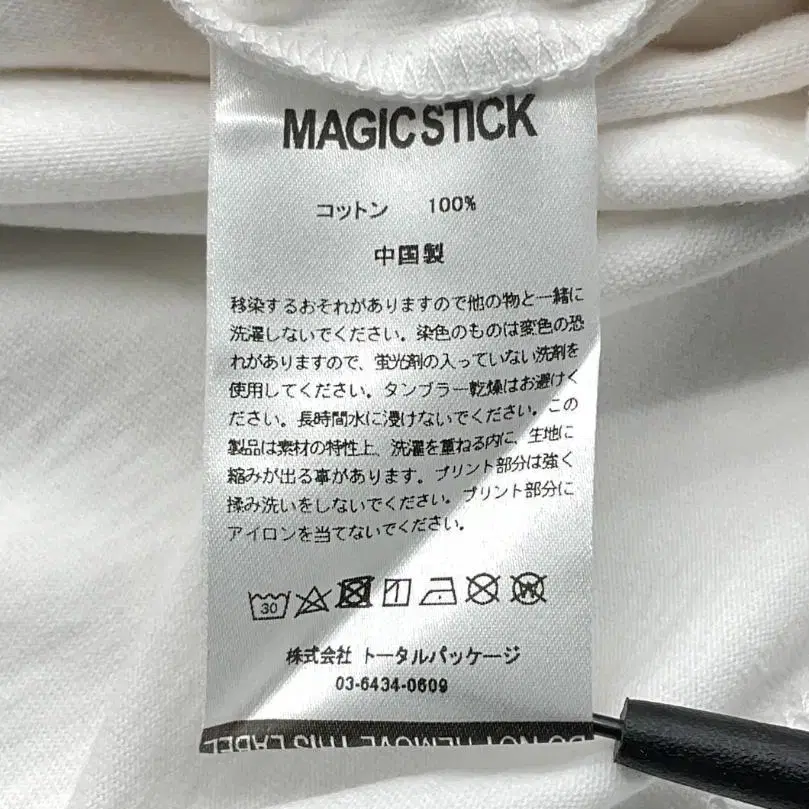 MAGIC STICK
コットン 100%
中国製
移染するおそれがありますので他の物と一緒に
洗濯しないでください。染色のものは変色の恐
れがありますので、蛍光剤の入っていない洗剤を
使用してください。タンブラー乾燥はお避けく
ださい。長時間水に浸けないでください。この
製品は素材の特性上、洗濯を重ねる内に、生地に
縮みが出る事があります。プリント部分は強く
揉み洗いをしないでください。プリント部分に
アイロンを当てないでください。
30
W
株式会社 トータルパッケージ
03-6434-0609
DO NOT REMOVE THIS LABEL